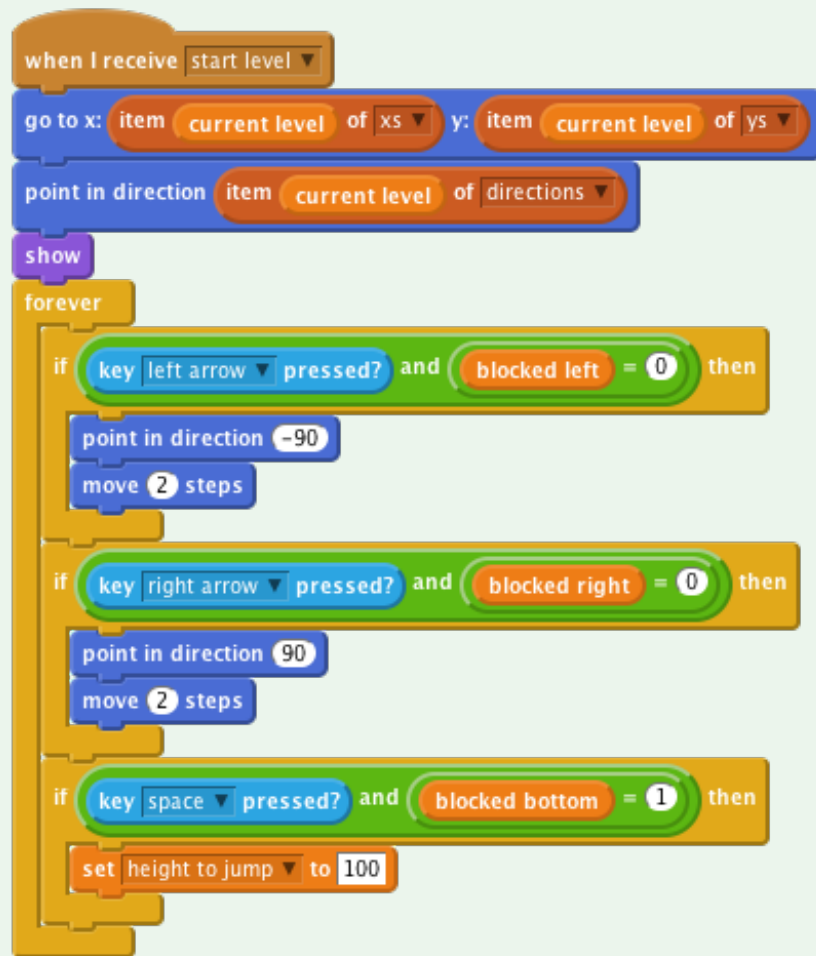 when I receive start level
go to x: item current level of xs y: item current level of ys
point in direction item current level of directions
show
forever
if key left arrow pressed? and blocked left = 0 then
point in direction -90
move 2 steps
if key right arrow pressed? and blocked right = 0 then
point in direction 90
move 2 steps
if key space pressed? and blocked bottom = 1 then
set height to jump to 100